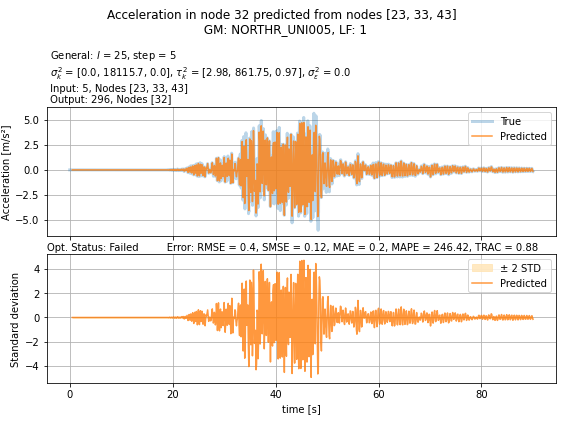 Acceleration in node 32 predicted from nodes [23, 33, 43]
GM: NORTHR_UNI005, LF: 1
General: l = 25, step = 5
σ²ₖ = [0.0, 18115.7, 0.0], τ²ₖ = [2.98, 861.75, 0.97], σ²ε = 0.0
Input: 5, Nodes [23, 33, 43]
Output: 296, Nodes [32]
Acceleration [m/s²]
5.0
2.5
0.0
−2.5
−5.0
True
Predicted
Opt. Status: Failed
Error: RMSE = 0.4, SMSE = 0.12, MAE = 0.2, MAPE = 246.42, TRAC = 0.88
Standard deviation
4
2
0
−2
−4
± 2 STD
Predicted
0
20
40
60
80
time [s]